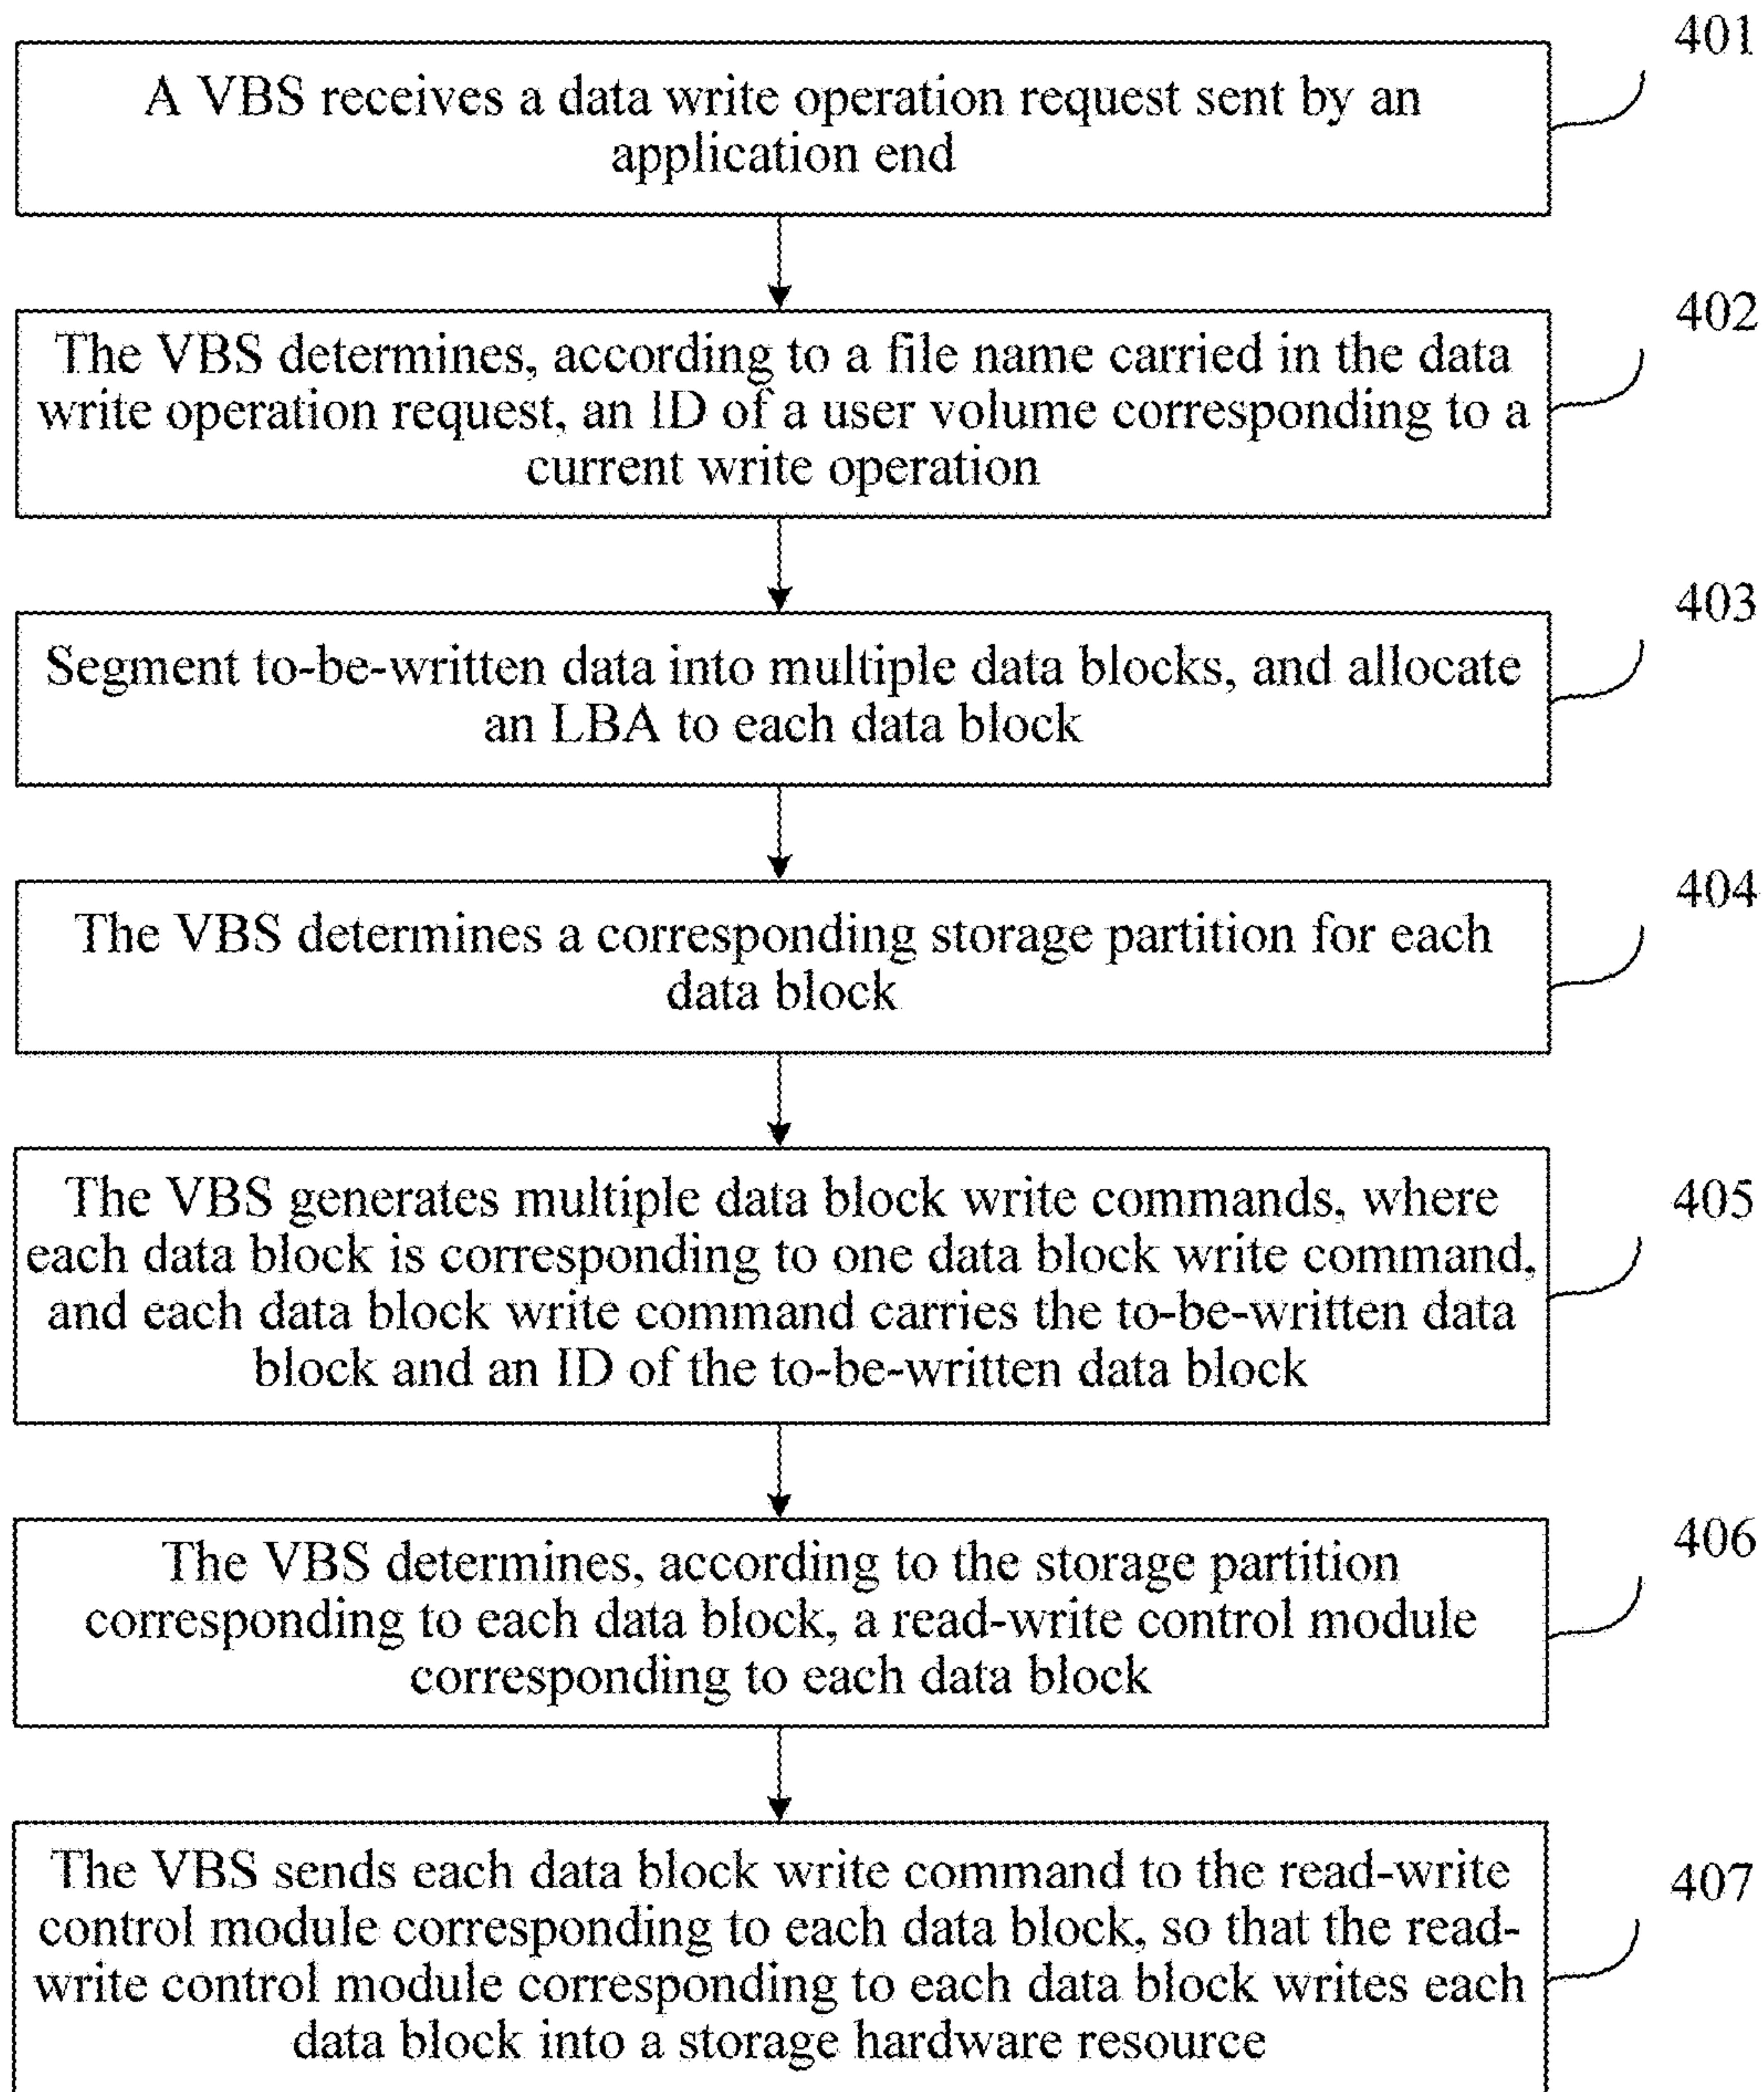 401
A VBS receives a data write operation request sent by an
application end
402
The VBS determines, according to a file name carried in the data
write operation request, an ID of a user volume corresponding to a
current write operation
403
Segment to-be-written data into multiple data blocks, and allocate
an LBA to each data block
404
The VBS determines a corresponding storage partition for each
data block
405
The VBS generates multiple data block write commands, where
each data block is corresponding to one data block write command,
and each data block write command carries the to-be-written data
block and an ID of the to-be-written data block
406
The VBS determines, according to the storage partition
corresponding to each data block, a read-write control module
corresponding to each data block
407
The VBS sends each data block write command to the read-write
control module corresponding to each data block, so that the read-
write control module corresponding to each data block writes each
data block into a storage hardware resource